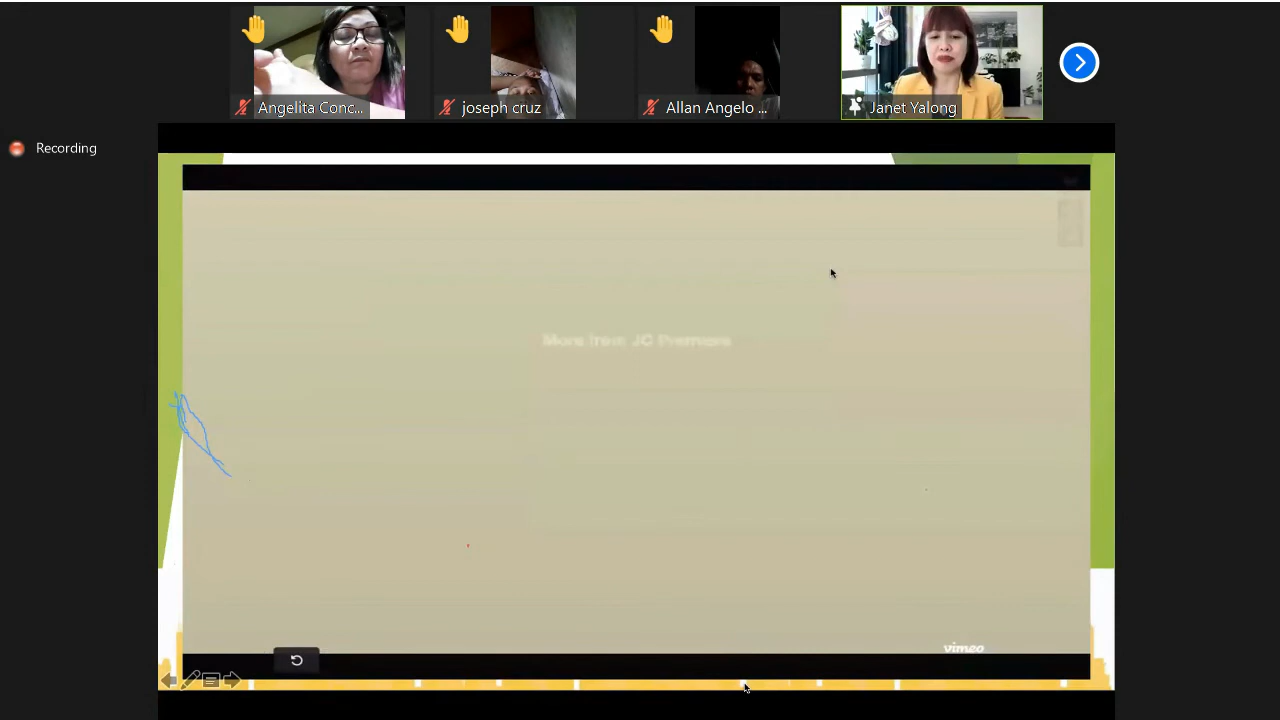 Angelita Conc...
joseph cruz
Allan Angelo ...
Janet Yalong
Recording
More from JC Premiere
vimeo